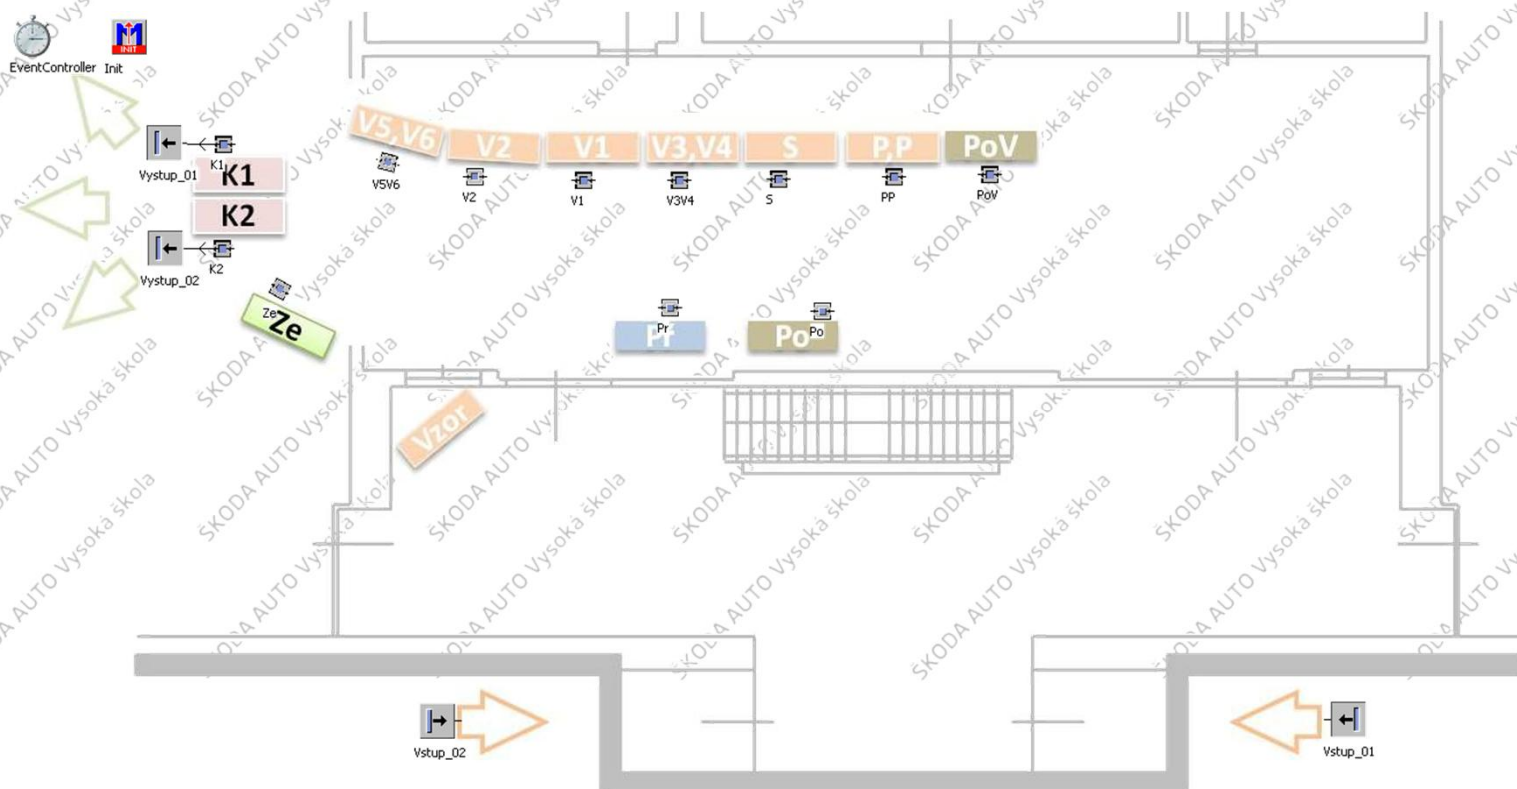 EventController
INIT
Init
V5,V6
V2
V1
V3,V4
S
P,P
PoV
V5V6
V2
V1
V3V4
S
PP
PoV
Vystup_01
K1
K1
K2
Vystup_02
K2
Ze
Ze
Pr
Pr
Po
Po
Vzor
Vstup_02
Vstup_01
ŠKODA AUTO Vysoká škola